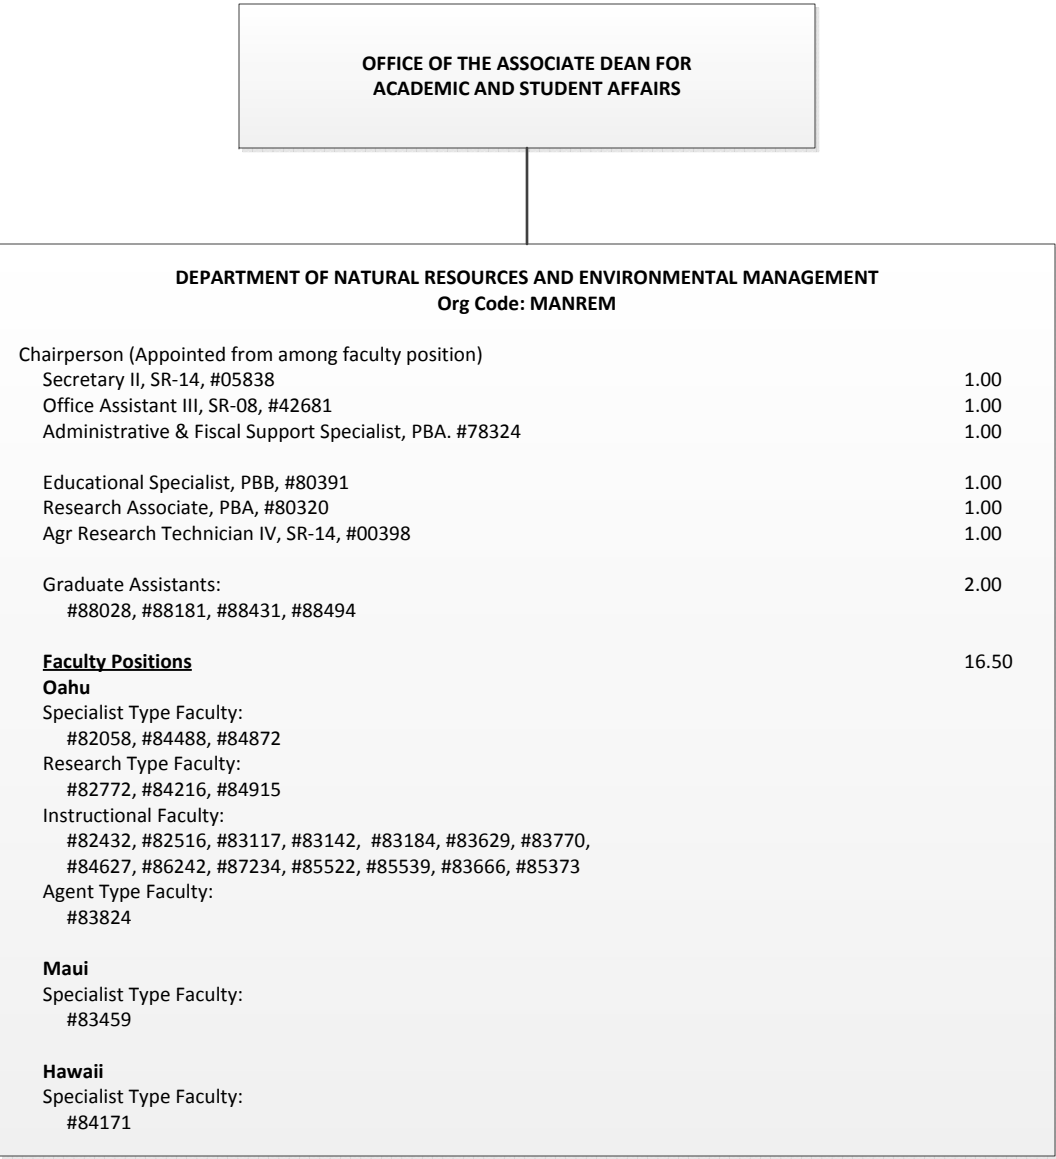 OFFICE OF THE ASSOCIATE DEAN FOR
ACADEMIC AND STUDENT AFFAIRS
DEPARTMENT OF NATURAL RESOURCES AND ENVIRONMENTAL MANAGEMENT
Org Code: MANREM
Chairperson (Appointed from among faculty position)
Secretary II, SR-14, #05838 1.00
Office Assistant III, SR-08, #42681 1.00
Administrative & Fiscal Support Specialist, PBA. #78324 1.00
Educational Specialist, PBB, #80391 1.00
Research Associate, PBA, #80320 1.00
Agr Research Technician IV, SR-14, #00398 1.00
Graduate Assistants: 2.00
#88028, #88181, #88431, #88494
Faculty Positions 16.50
Oahu
Specialist Type Faculty:
#82058, #84488, #84872
Research Type Faculty:
#82772, #84216, #84915
Instructional Faculty:
#82432, #82516, #83117, #83142, #83184, #83629, #83770,
#84627, #86242, #87234, #85522, #85539, #83666, #85373
Agent Type Faculty:
#83824
Maui
Specialist Type Faculty:
#83459
Hawaii
Specialist Type Faculty:
#84171